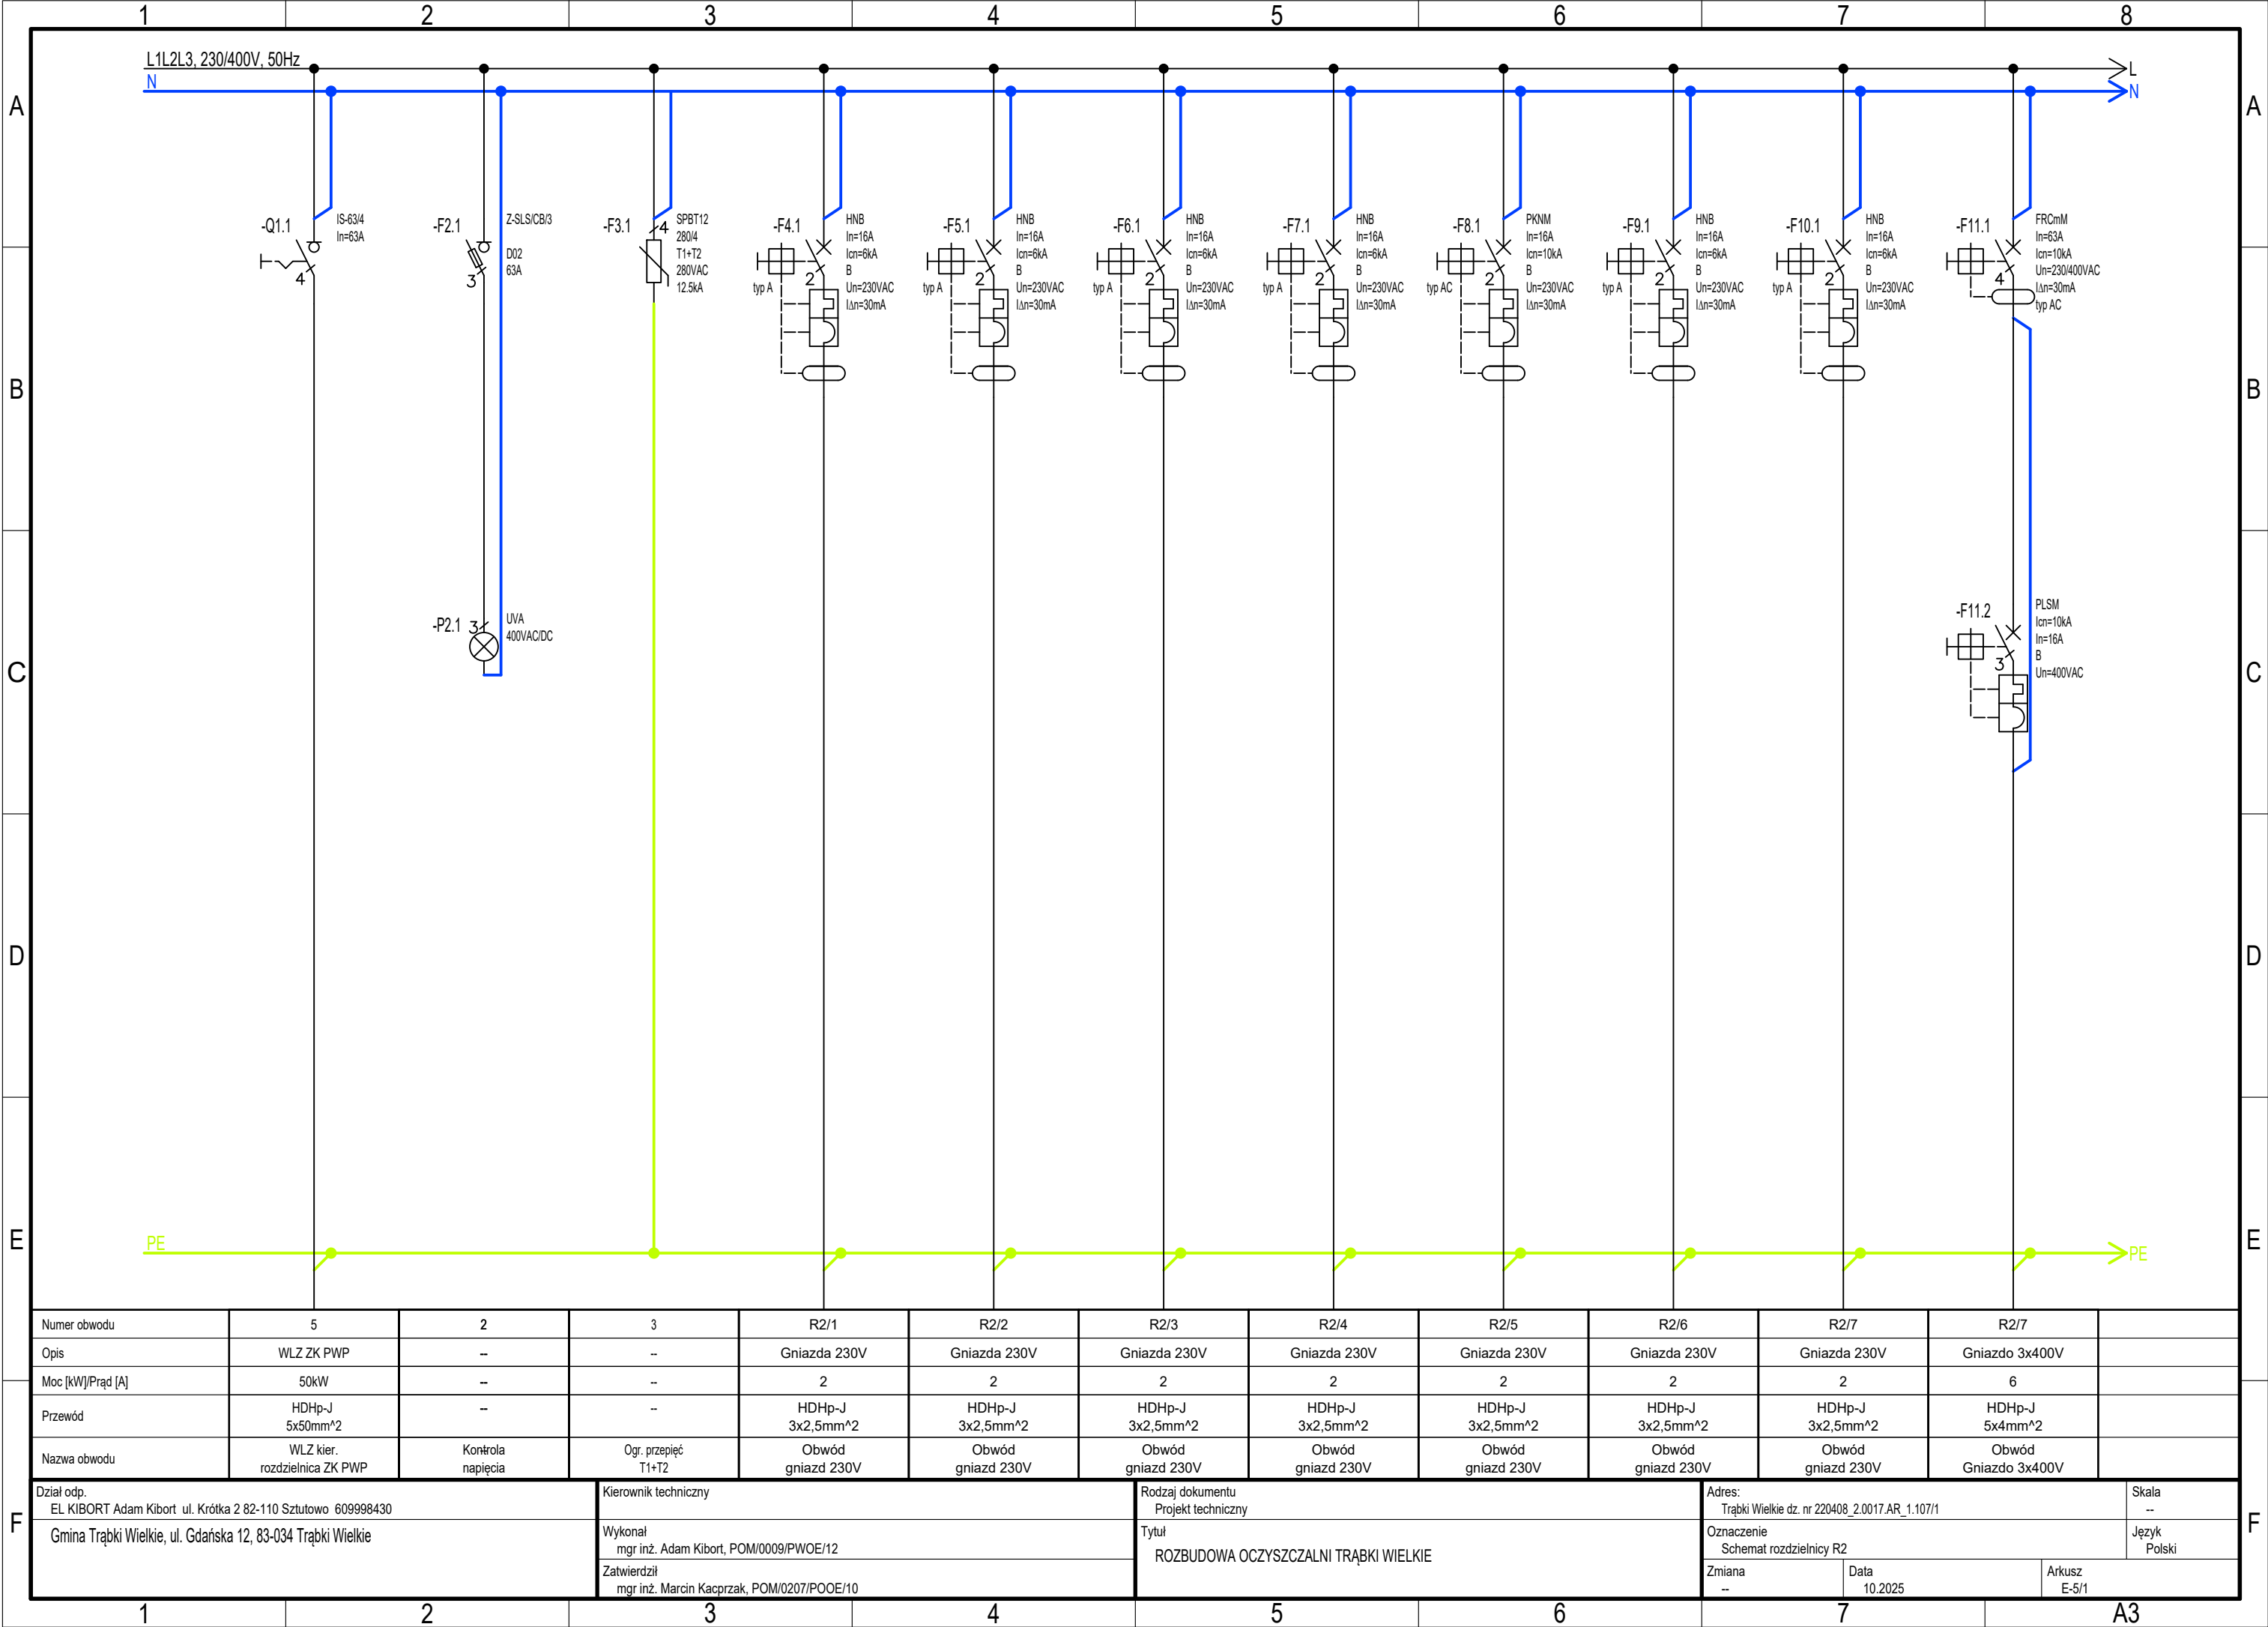 1 2 3 4 5 6 7 8
L1L2L3, 230/400V, 50Hz
L
N
N
A A
-Q1.1
IS-63/4
In=63A
4
-F2.1
Z-SLS/CB/3
D02
63A
3
-F3.1
4
SPBT12
280/4
T1+T2
280VAC
12.5kA
-F4.1
typ A
2
HNB
In=16A
Icn=6kA
B
Un=230VAC
I∆n=30mA
-F5.1
typ A
2
HNB
In=16A
Icn=6kA
B
Un=230VAC
I∆n=30mA
-F6.1
typ A
2
HNB
In=16A
Icn=6kA
B
Un=230VAC
I∆n=30mA
-F7.1
typ A
2
HNB
In=16A
Icn=6kA
B
Un=230VAC
I∆n=30mA
-F8.1
typ AC
2
PKNM
In=16A
Icn=10kA
B
Un=230VAC
I∆n=30mA
-F9.1
typ A
2
HNB
In=16A
Icn=6kA
B
Un=230VAC
I∆n=30mA
-F10.1
typ A
2
HNB
In=16A
Icn=6kA
B
Un=230VAC
I∆n=30mA
-F11.1
4
FRCmM
In=63A
Icn=10kA
Un=230/400VAC
I∆n=30mA
typ AC
B B
-P2.1
3
UVA
400VAC/DC
-F11.2
3
PLSM
Icn=10kA
In=16A
B
Un=400VAC
C C
D D
E E
PE
PE
Numer obwodu 5 2 3 R2/1 R2/2 R2/3 R2/4 R2/5 R2/6 R2/7 R2/7
Opis WLZ ZK PWP -- -- Gniazda 230V Gniazda 230V Gniazda 230V Gniazda 230V Gniazda 230V Gniazda 230V Gniazda 230V Gniazdo 3x400V
Moc [kW]/Prąd [A] 50kW -- -- 2 2 2 2 2 2 2 6
Przewód HDHp-J -- -- HDHp-J HDHp-J HDHp-J HDHp-J HDHp-J HDHp-J HDHp-J HDHp-J
5x50mm^2 3x2,5mm^2 3x2,5mm^2 3x2,5mm^2 3x2,5mm^2 3x2,5mm^2 3x2,5mm^2 3x2,5mm^2 5x4mm^2
Nazwa obwodu WLZ kier. Kontrola Ogr. przepięć Obwód Obwód Obwód Obwód Obwód Obwód Obwód Obwód
rozdzielnica ZK PWP napięcia T1+T2 gniazd 230V gniazd 230V gniazd 230V gniazd 230V gniazd 230V gniazd 230V gniazd 230V Gniazdo 3x400V
F F
Dział odp.
EL KIBORT Adam Kibort ul. Krótka 2 82-110 Sztutowo 609998430
Gmina Trąbki Wielkie, ul. Gdańska 12, 83-034 Trąbki Wielkie
Kierownik techniczny
Wykonał
mgr inż. Adam Kibort, POM/0009/PWOE/12
Zatwierdził
mgr inż. Marcin Kacprzak, POM/0207/POOE/10
Rodzaj dokumentu
Projekt techniczny
Tytuł
ROZBUDOWA OCZYSZCZALNI TRĄBKI WIELKIE
Adres:
Trąbki Wielkie dz. nr 220408_2.0017.AR_1.107/1
Skala
--
Oznaczenie
Schemat rozdzielnicy R2
Język
Polski
Zmiana
--
Data
10.2025
Arkusz
E-5/1
1 2 3 4 5 6 7 A3